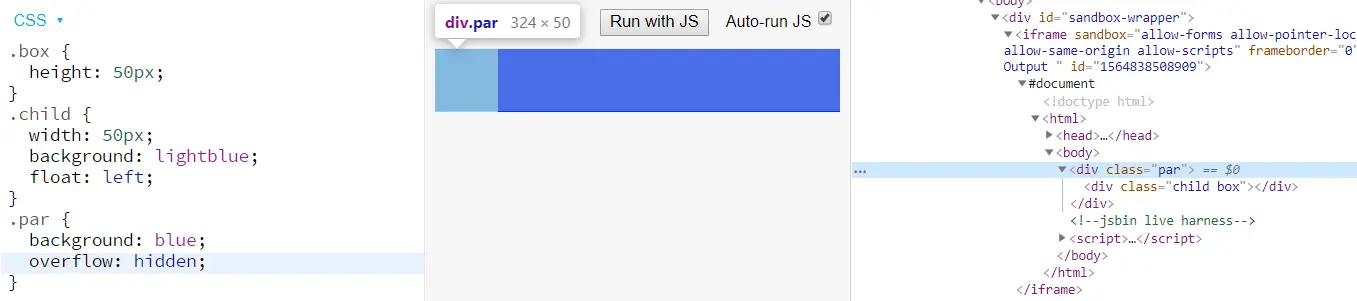 CSS ▾
.box {
height: 50px;
}
.child {
width: 50px;
background: lightblue;
float: left;
}
.par {
background: blue;
overflow: hidden;
}
div.par 324 × 50
Run with JS
Auto-run JS
<body>
▼<div id="sandbox-wrapper">
▼<iframe sandbox="allow-forms allow-pointer-loc
allow-same-origin allow-scripts" frameborder="0"
Output " id="1564838508909">
▼#document
<!doctype html>
▼<html>
▶<head>…</head>
▼<body>
… ▼<div class="par"> == $0
<div class="child box"></div>
</div>
<!--jsbin live harness-->
▶<script>…</script>
</body>
</html>
</iframe>